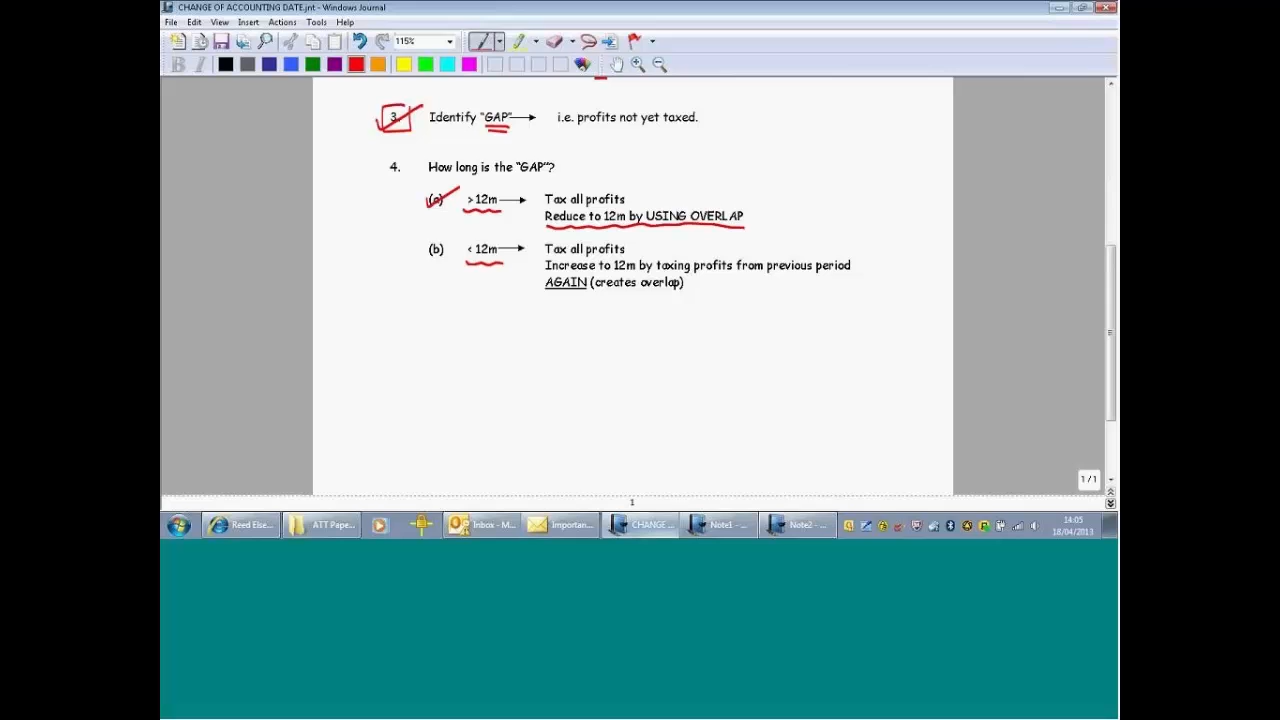 CHANGE OF ACCOUNTING DATE.jnt - Windows Journal
File Edit View Insert Actions Tools Help
115%
B I
3. Identify “GAP” i.e. profits not yet taxed.
4. How long is the “GAP”?
(a) > 12m Tax all profits
Reduce to 12m by USING OVERLAP
(b) < 12m Tax all profits
Increase to 12m by taxing profits from previous period
AGAIN (creates overlap)
1/1
1
Reed Else... ATT Pape... Inbox - M... Importan... CHANGE ... Note1 - ... Note2 - ... 14:05
18/04/2013